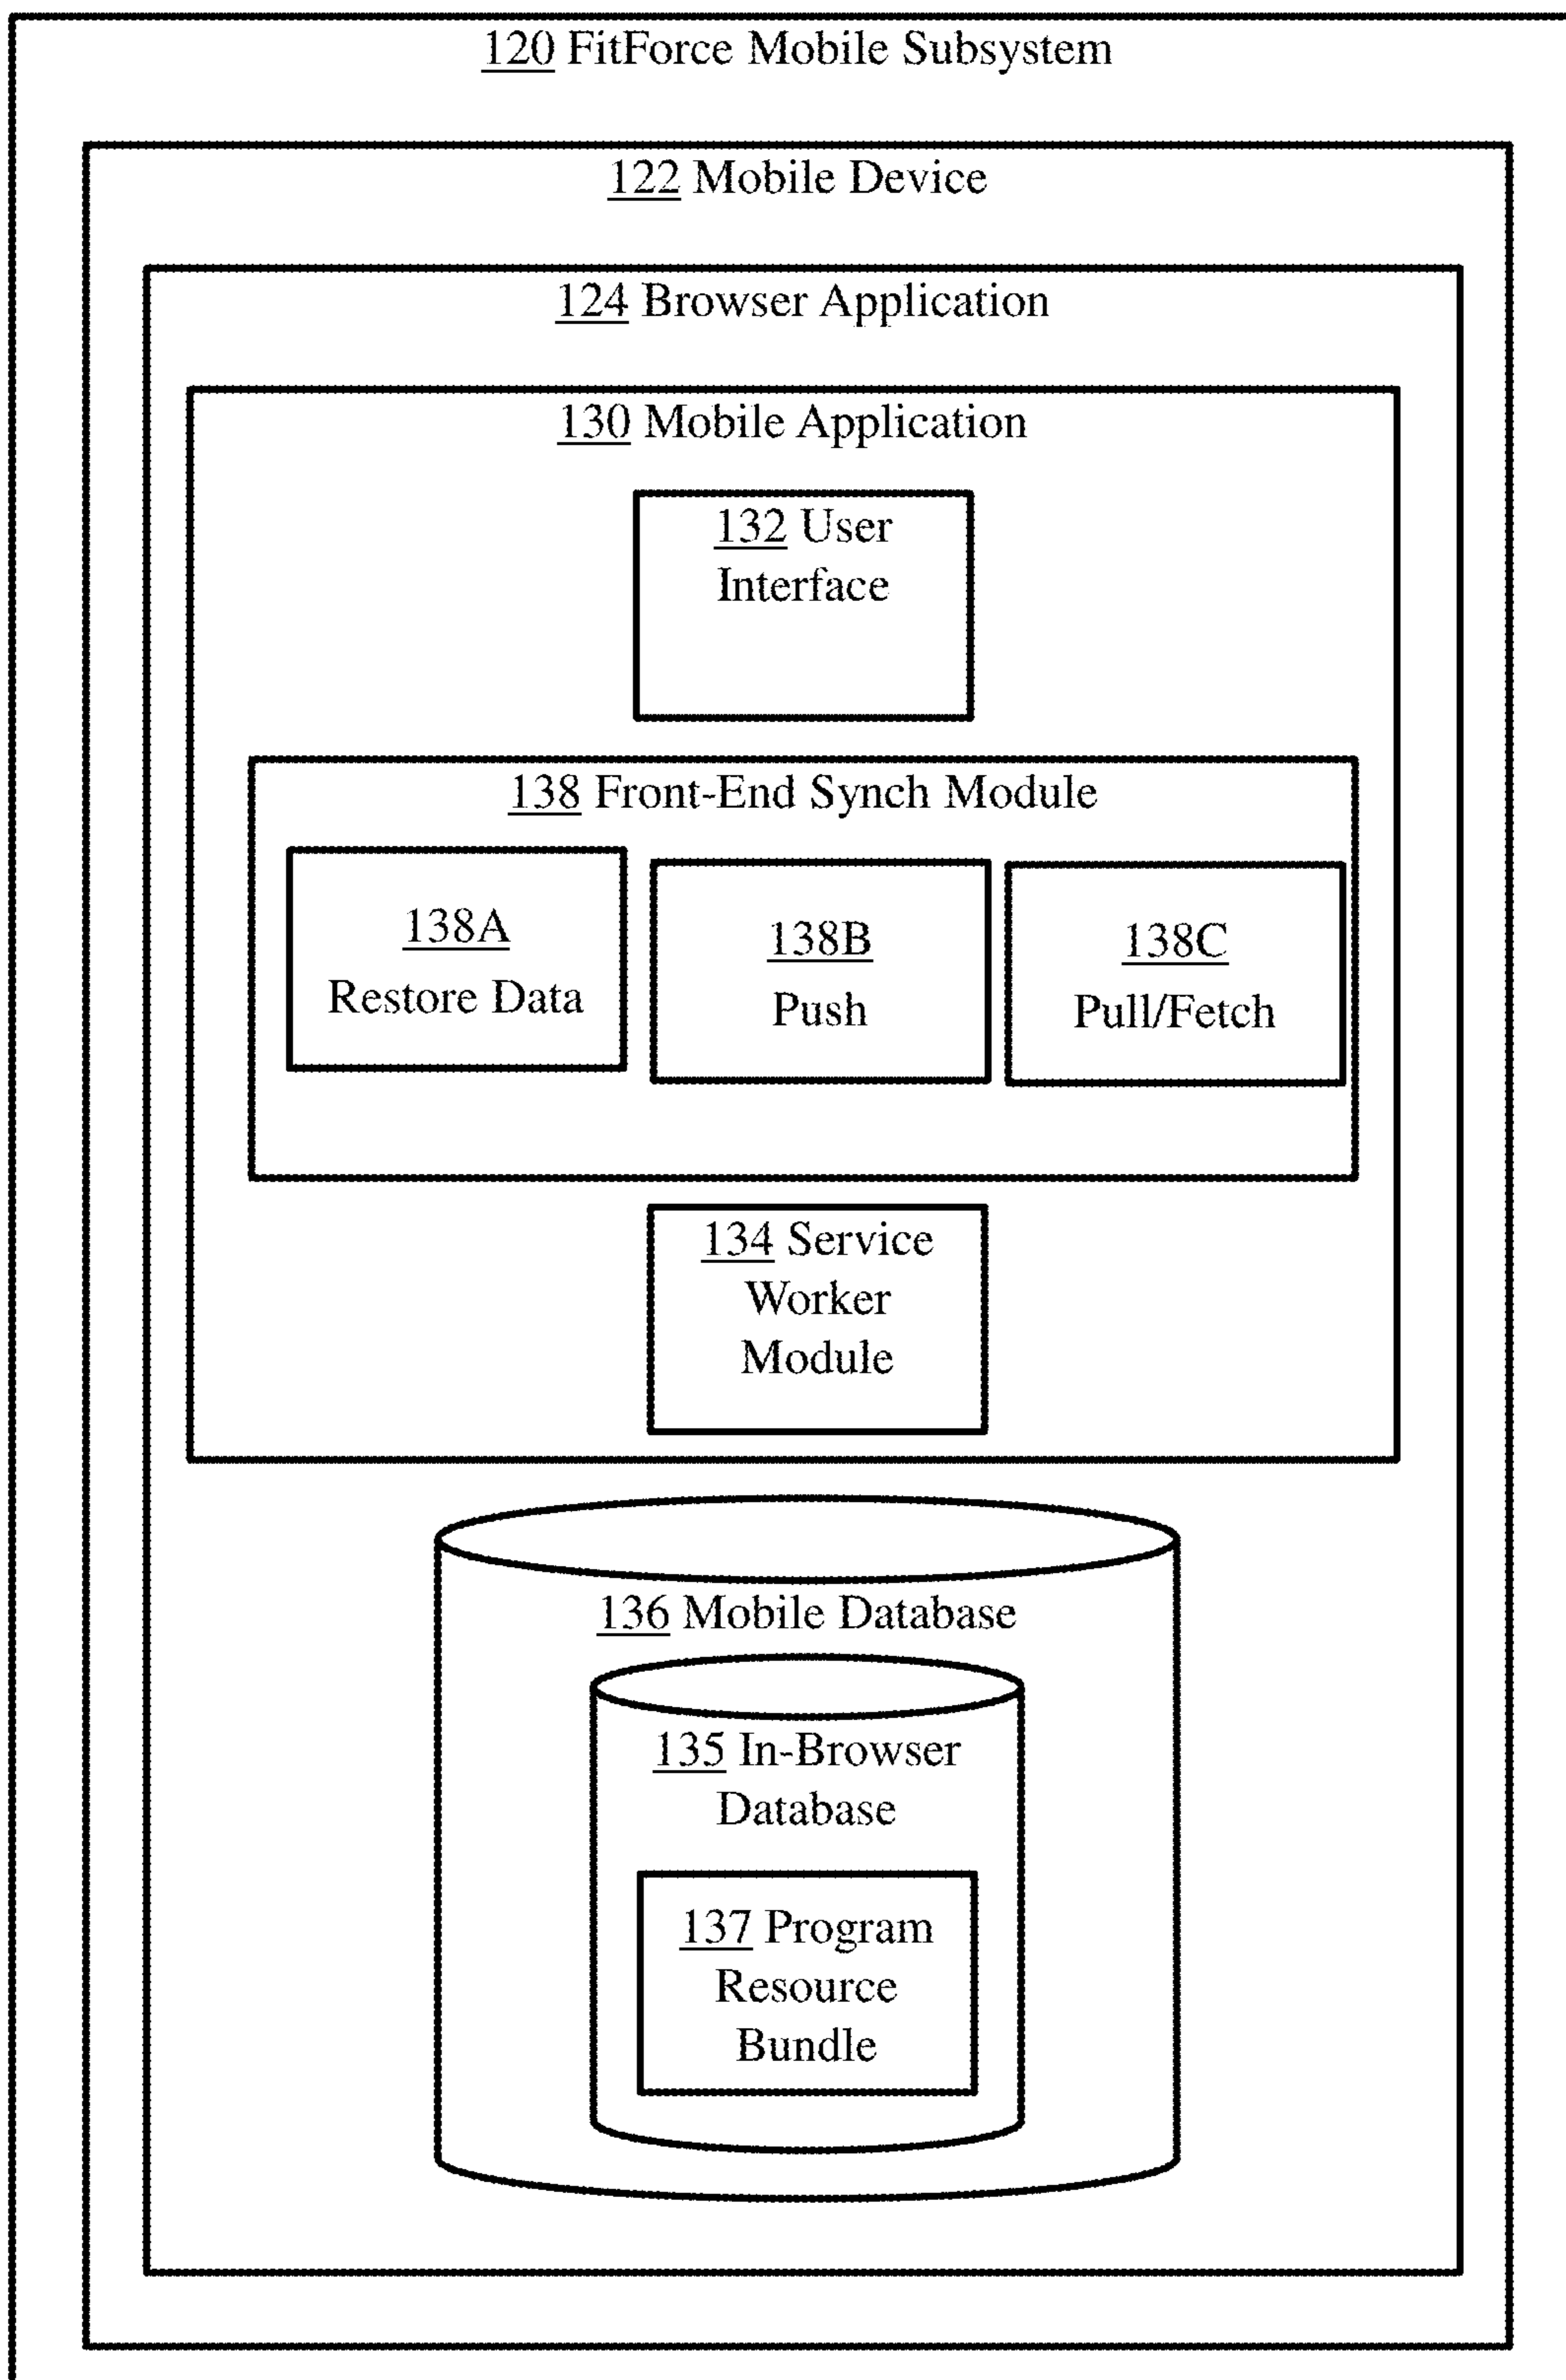 120 FitForce Mobile Subsystem
122 Mobile Device
124 Browser Application
130 Mobile Application
132 User
Interface
138 Front-End Synch Module
138A
Restore Data
138B
Push
138C
Pull/Fetch
134 Service
Worker
Module
136 Mobile Database
135 In-Browser
Database
137 Program
Resource
Bundle